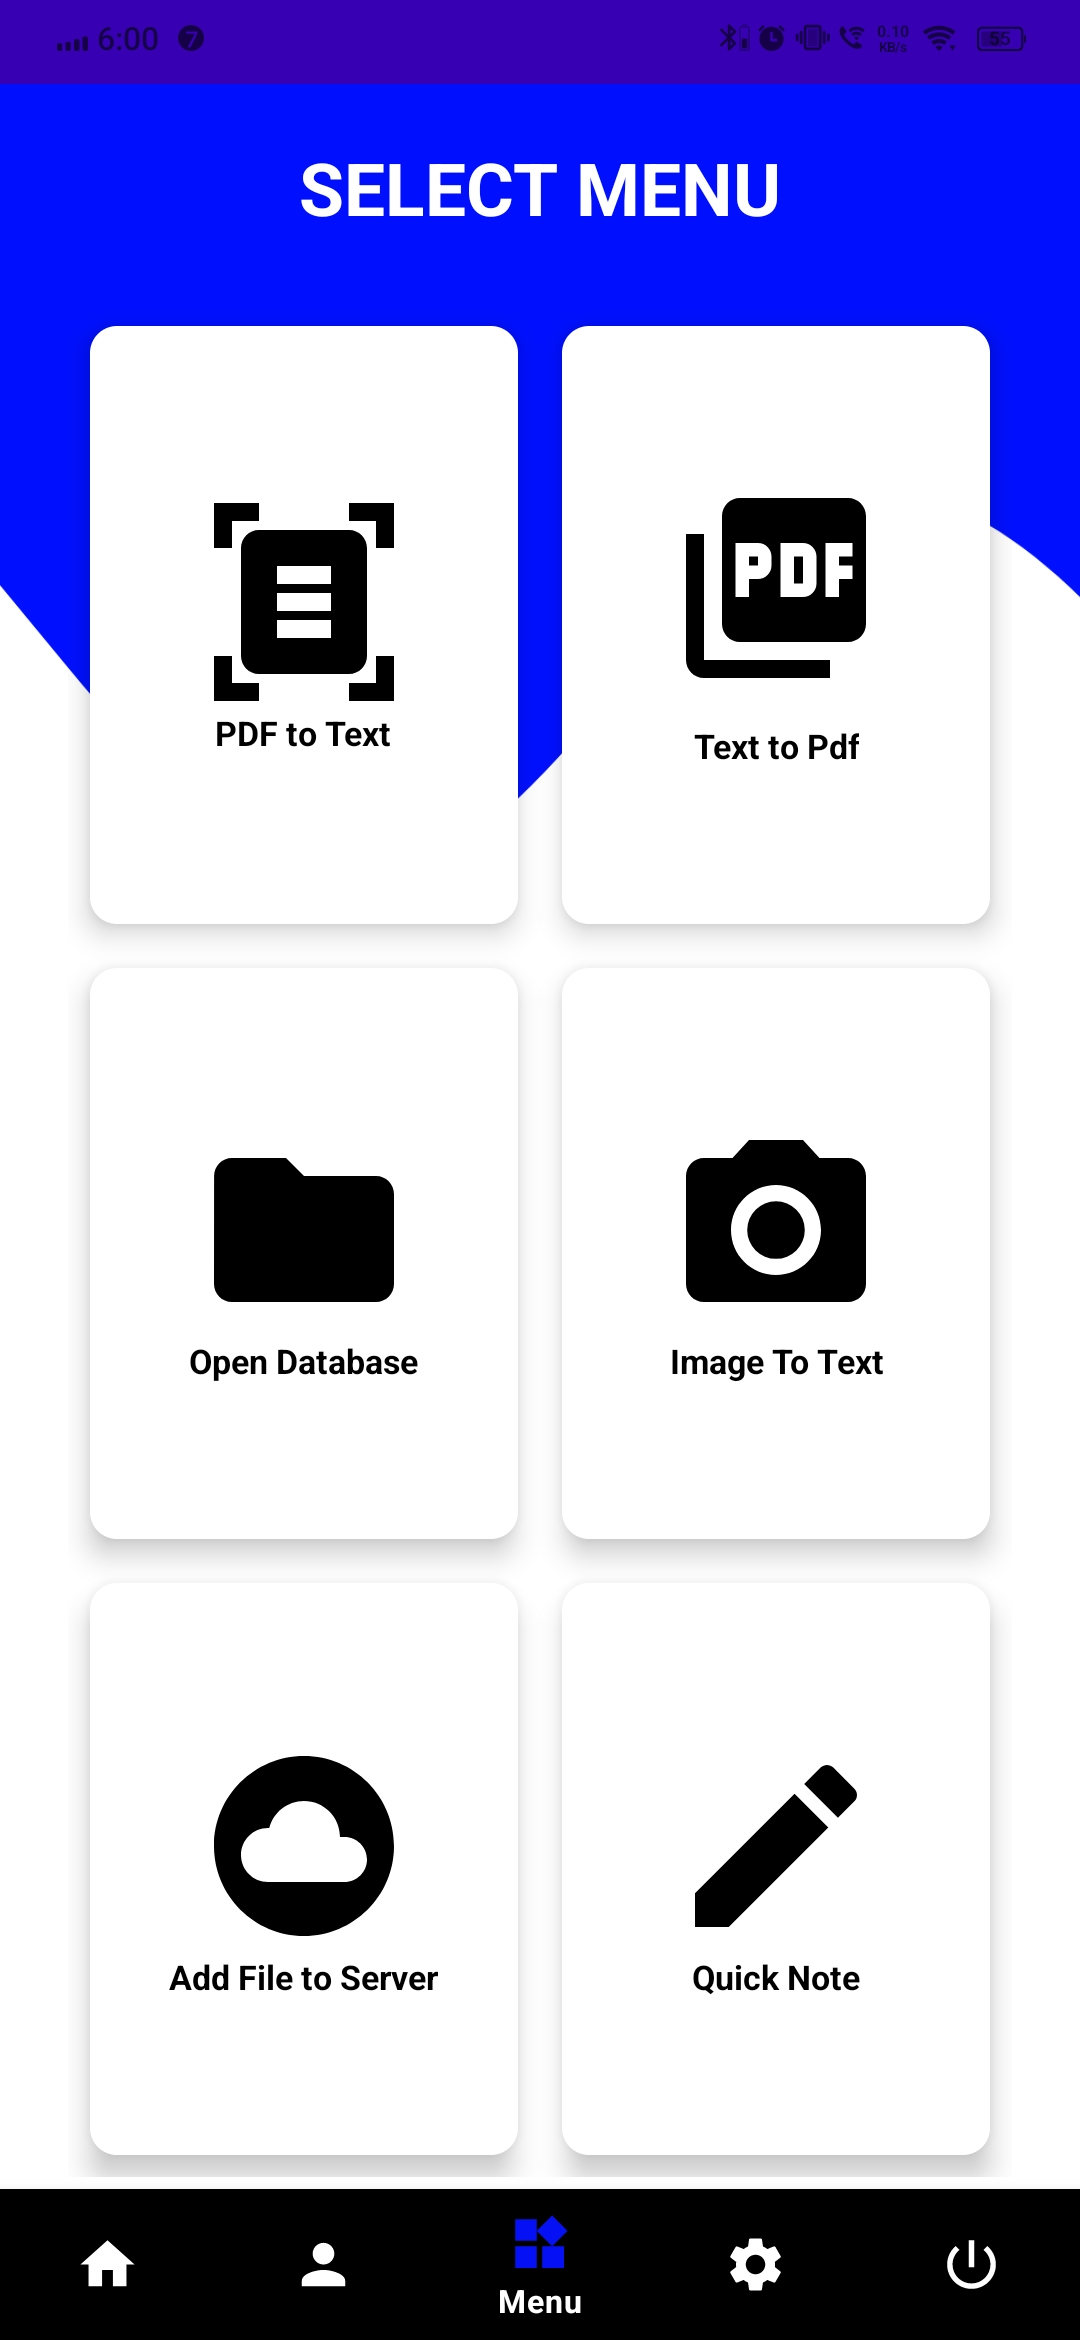 6:00 7 0.10 55
KB/s
SELECT MENU
PDF
PDF to Text
Text to Pdf
Open Database
Image To Text
Add File to Server
Quick Note
Menu